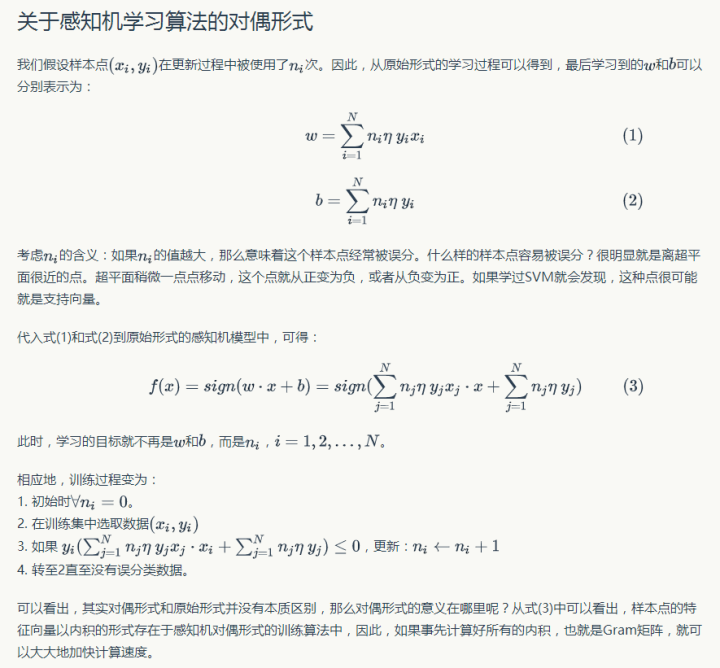 关于感知机学习算法的对偶形式
我们假设样本点(x_i, y_i)在更新过程中被使用了n_i次。因此，从原始形式的学习过程可以得到，最后学习到的w和b可以
分别表示为：
w = \sum_{i=1}^{N} n_i η y_i x_i (1)
b = \sum_{i=1}^{N} n_i η y_i (2)
考虑n_i的含义：如果n_i的值越大，那么意味着这个样本点经常被误分。什么样的样本点容易被误分？很明显就是离超平
面很近的点。超平面稍微一点点移动，这个点就从正变为负，或者从负变为正。如果学过SVM就会发现，这种点很可能
就是支持向量。
代入式(1)和式(2)到原始形式的感知机模型中，可得：
f(x) = sign(w · x + b) = sign(\sum_{j=1}^{N} n_j η y_j x_j · x + \sum_{j=1}^{N} n_j η y_j) (3)
此时，学习的目标就不再是w和b，而是n_i，i = 1, 2, ..., N。
相应地，训练过程变为：
1. 初始时∀n_i = 0。
2. 在训练集中选取数据(x_i, y_i)
3. 如果 y_i(\sum_{j=1}^{N} n_j η y_j x_j · x_i + \sum_{j=1}^{N} n_j η y_j) ≤ 0，更新：n_i ← n_i + 1
4. 转至2直至没有误分类数据。
可以看出，其实对偶形式和原始形式并没有本质区别，那么对偶形式的意义在哪里呢？从式(3)中可以看出，样本点的特
征向量以内积的形式存在于感知机对偶形式的训练算法中，因此，如果事先计算好所有的内积，也就是Gram矩阵，就可
以大大地加快计算速度。